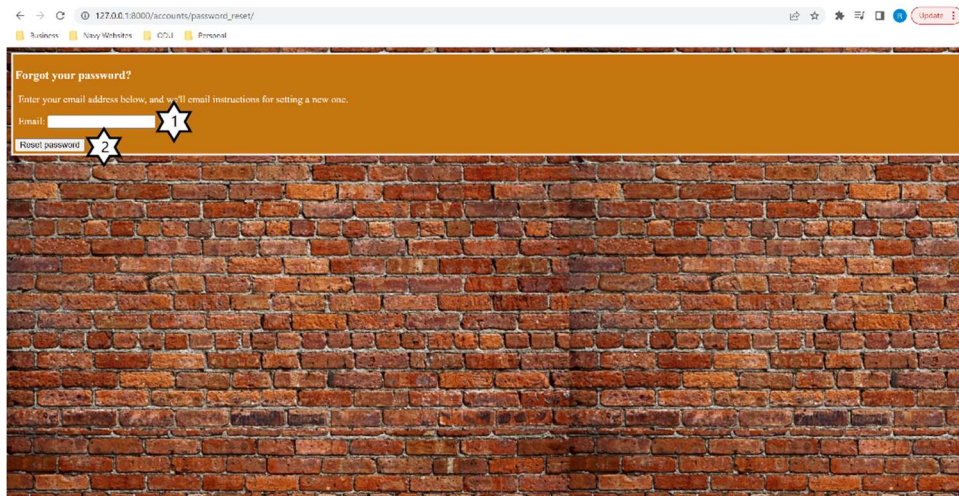 127.0.0.1:8000/accounts/password_reset/
Update
Business Navy Websites ODU Personal
Forgot your password?
Enter your email address below, and we'll email instructions for setting a new one.
Email: 1
Reset password 2